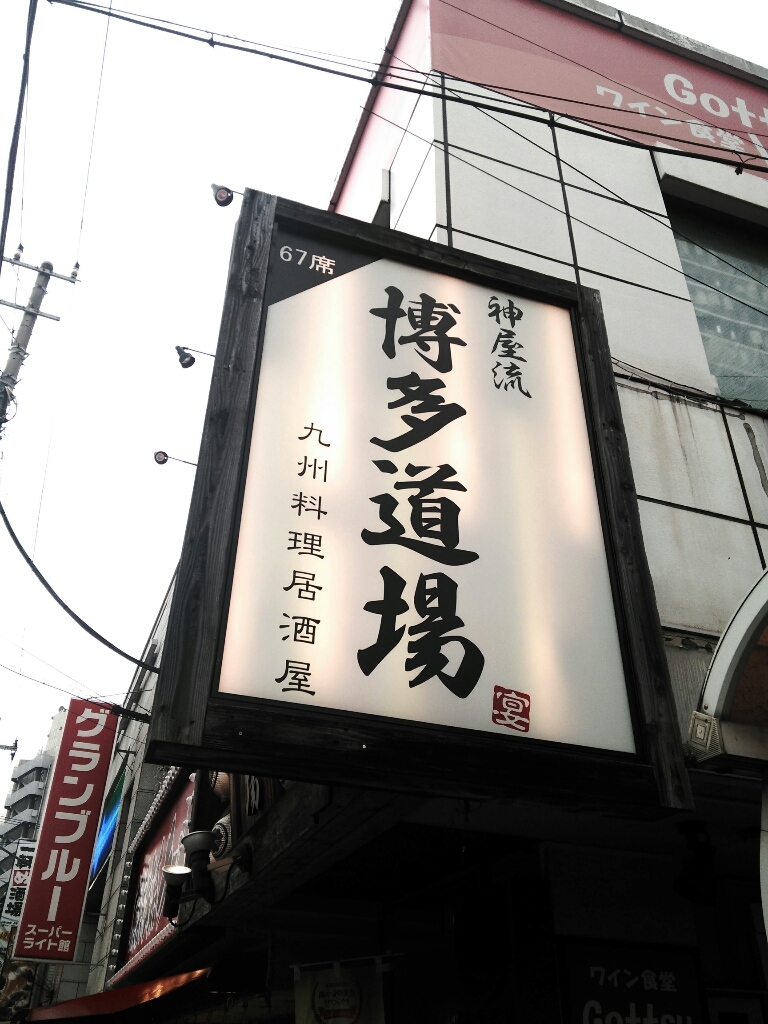 67席
神屋流
博多道場
九州料理居酒屋
宴
ワイン食堂
グランブルー
スーパー
ライト館
酒場
ワイン食堂
Gottsu